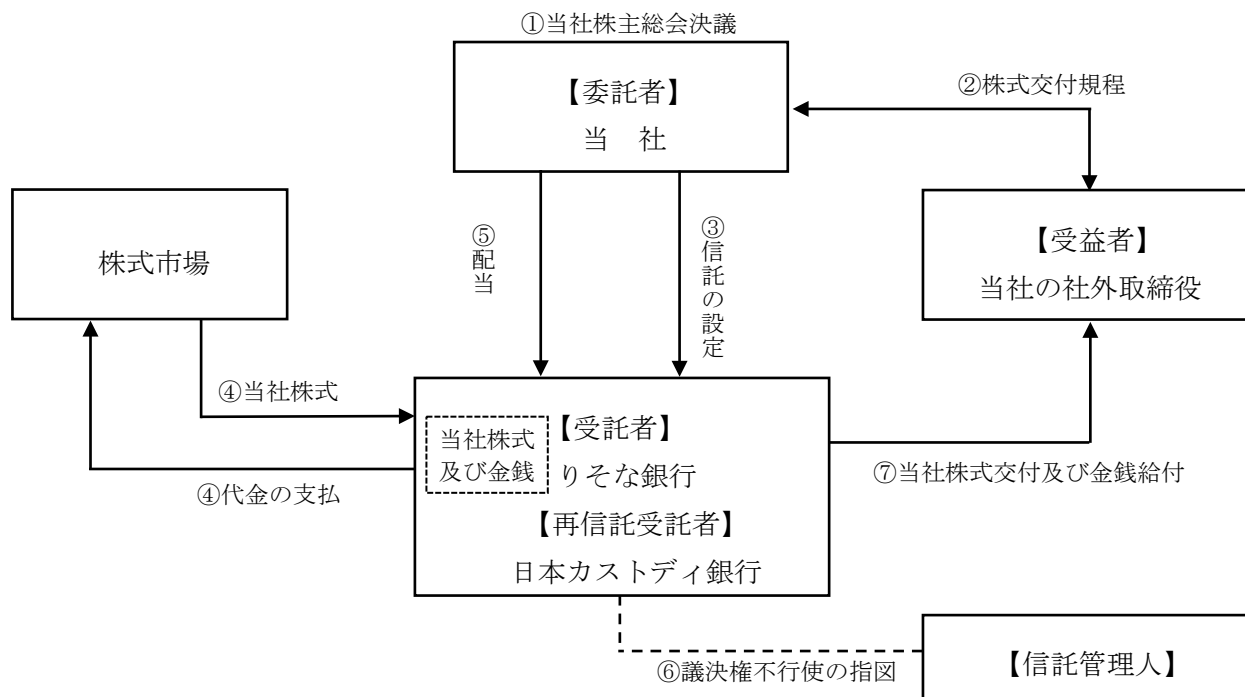 ①当社株主総会決議
【委託者】
当　社
②株式交付規程
株式市場
⑤配当
③信託の設定
【受益者】
当社の社外取締役
④当社株式
④代金の支払
当社株式
及び金銭
【受託者】
りそな銀行
【再信託受託者】
日本カストディ銀行
⑦当社株式交付及び金銭給付
⑥議決権不行使の指図
【信託管理人】